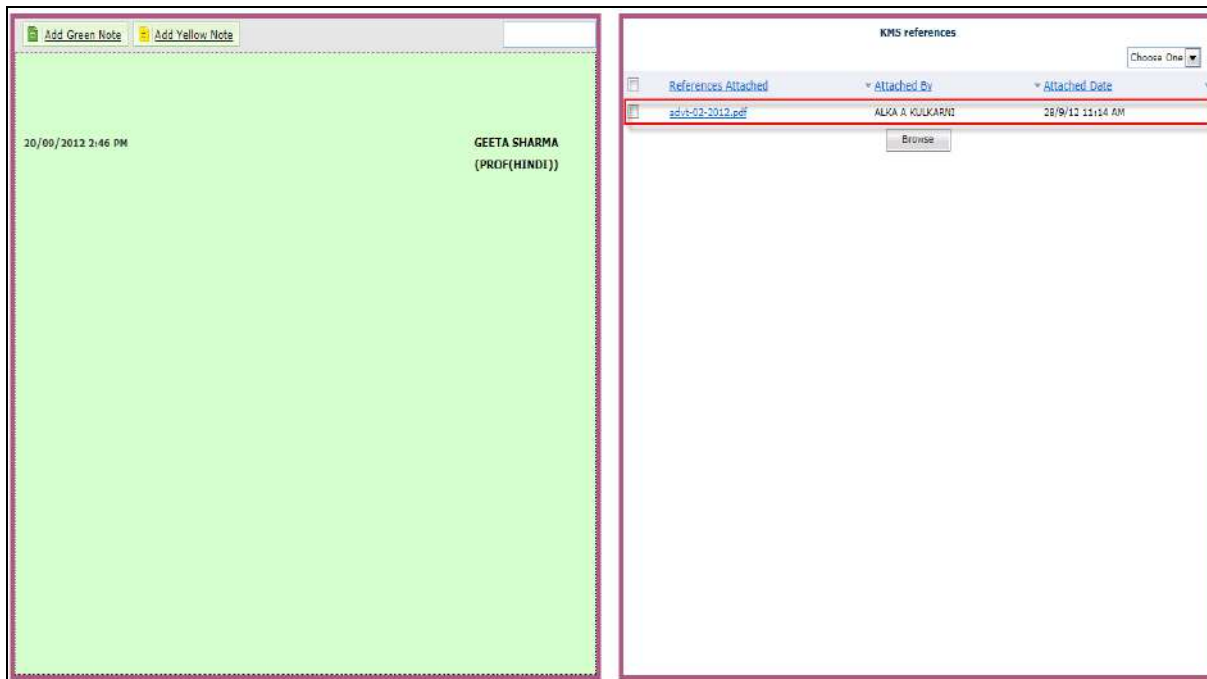 Add Green Note Add Yellow Note
20/09/2012 2:46 PM GEETA SHARMA
(PROF(HINDI))
KMS references
Choose One
References Attached Attached By Attached Date
advt-02-2012.pdf ALKA A KULKARNI 28/9/12 11:14 AM
Browse